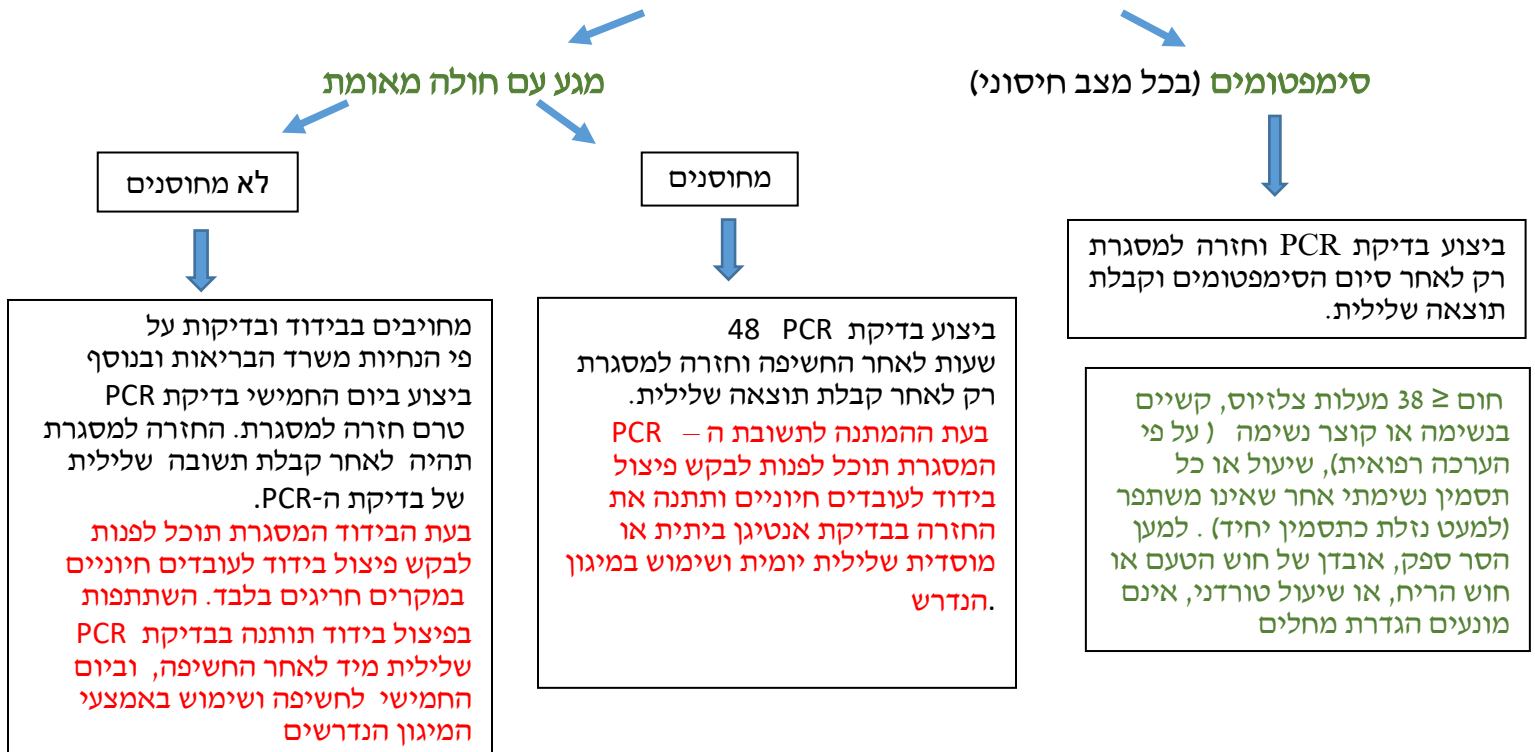 סימפטומים (בכל מצב חיסוני)
ביצוע בדיקת PCR וחזרה למסגרת
רק לאחר סיום הסימפטומים וקבלת
תוצאה שלילית.
חום ≥ 38 מעלות צלזיוס, קשיים
בנשימה או קוצר נשימה ( על פי
הערכה רפואית), שיעול או כל
תסמין נשימתי אחר שאינו משתפר
(למעט נזלת כתסמין יחיד) . למען
הסר ספק, אובדן של חוש הטעם או
חוש הריח, או שיעול טורדני, אינם
מונעים הגדרת מחלים
מגע עם חולה מאומת
מחוסנים
ביצוע בדיקת PCR 48
שעות לאחר החשיפה וחזרה למסגרת
רק לאחר קבלת תוצאה שלילית.
בעת ההמתנה לתשובת ה – PCR
המסגרת תוכל לפנות לבקש פיצול
בידוד לעובדים חיוניים ותתנה את
החזרה בבדיקת אנטיגן ביתית או
מוסדית שלילית יומית ושימוש במיגון
הנדרש.
לא מחוסנים
מחויבים בבידוד ובדיקות על
פי הנחיות משרד הבריאות ובנוסף
ביצוע ביום החמישי בדיקת PCR
טרם חזרה למסגרת. החזרה למסגרת
תהיה לאחר קבלת תשובה שלילית
של בדיקת ה-PCR.
בעת הבידוד המסגרת תוכל לפנות
לבקש פיצול בידוד לעובדים חיוניים
במקרים חריגים בלבד. השתתפות
בפיצול בידוד תותנה בבדיקת PCR
שלילית מיד לאחר החשיפה, וביום
החמישי לחשיפה ושימוש באמצעי
המיגון הנדרשים